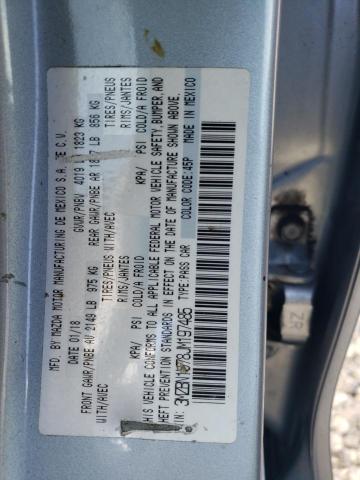 MFD. BY MAZDA MOTOR MANUFACTURING DE MEXICO S.A. DE C.V.
01/18 GVWR/PNBV 4019 LB 1823 KG
FRONT GAWR/PNBE AV 2149 LB 975 KG REAR GAWR/PNBE AR 1887 LB 856 KG
WITH/AVEC TIRES/PNEUS WITH/AVEC TIRES/PNEUS
RIMS/JANTES RIMS/JANTES
KPA/ PSI COLD/A FROID KPA/ PSI COLD/A FROID
THIS VEHICLE CONFORMS TO ALL APPLICABLE FEDERAL MOTOR VEHICLE SAFETY, BUMPER, AND
THEFT PREVENTION STANDARDS IN EFFECT ON THE DATE OF MANUFACTURE SHOWN ABOVE.
3MZBN1 TYPE: PASS CAR COLOR CODE: 45P MADE IN MEXICO
ZR